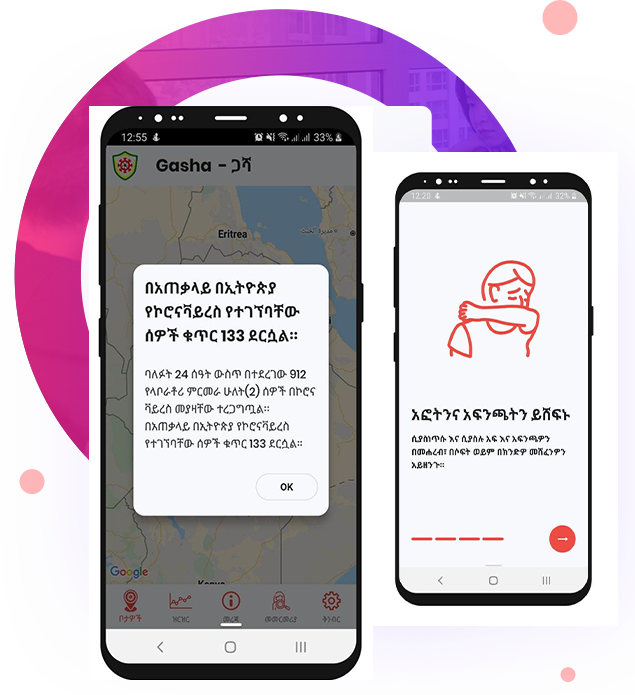 12:55
33%
Gasha - ጋሻ
Eritrea
በአጠቃላይ በኢትዮጵያ
የኮሮናቫይረስ የተገኘባቸው
ሰዎች ቁጥር 133 ደርሷል።
ባለፉት 24 ሰዓት ውስጥ በተደረገው 912
የላቦራቶሪ ምርመራ ሁለት(2) ሰዎች በኮሮና
ቫይረስ መያዛቸው ተረጋግጧል።
በአጠቃላይ በኢትዮጵያ የኮሮናቫይረስ
የተገኘባቸው ሰዎች ቁጥር 133 ደርሷል።
OK
Google
Kenya
ቦታዎች
ዝርዝር
መረጃ
መመርመሪያ
ቅንብር
12:20
32%
አፎትንና አፍንጫትን ይሸፍኑ
ሲያስነጥሱ እና ሲያስሉ አፍ እና አፍንጫዎን
በመሐረብ፣ በሶፍት ወይም በክንድዎ መሸፈንዎን
አይዘንጉ።